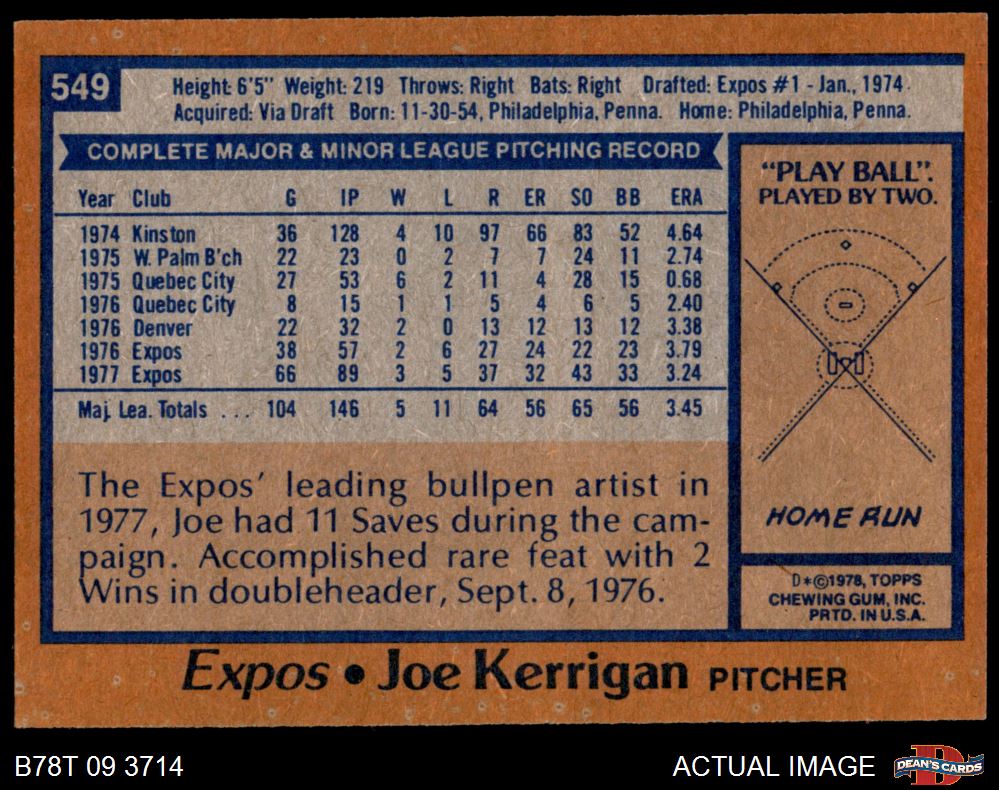 549
Height: 6'5" Weight: 219 Throws: Right Bats: Right Drafted: Expos #1 - Jan., 1974.
Acquired: Via Draft Born: 11-30-54, Philadelphia, Penna. Home: Philadelphia, Penna.
COMPLETE MAJOR & MINOR LEAGUE PITCHING RECORD
Year Club G IP W L R ER SO BB ERA
1974 Kinston 36 128 4 10 97 66 83 52 4.64
1975 W. Palm B'ch 22 23 0 2 7 7 24 11 2.74
1975 Quebec City 27 53 6 2 11 4 28 15 0.68
1976 Quebec City 8 15 1 1 5 4 6 5 2.40
1976 Denver 22 32 2 0 13 12 13 12 3.38
1976 Expos 38 57 2 6 27 24 22 23 3.79
1977 Expos 66 89 3 5 37 32 43 33 3.24
Maj. Lea. Totals . . . 104 146 5 11 64 56 65 56 3.45
The Expos' leading bullpen artist in
1977, Joe had 11 Saves during the cam-
paign. Accomplished rare feat with 2
Wins in doubleheader, Sept. 8, 1976.
"PLAY BALL".
PLAYED BY TWO.
HOME RUN
D*©1978, TOPPS
CHEWING GUM, INC.
PRTD. IN U.S.A.
Expos • Joe Kerrigan PITCHER
B78T 09 3714
ACTUAL IMAGE
DEAN'S CARDS